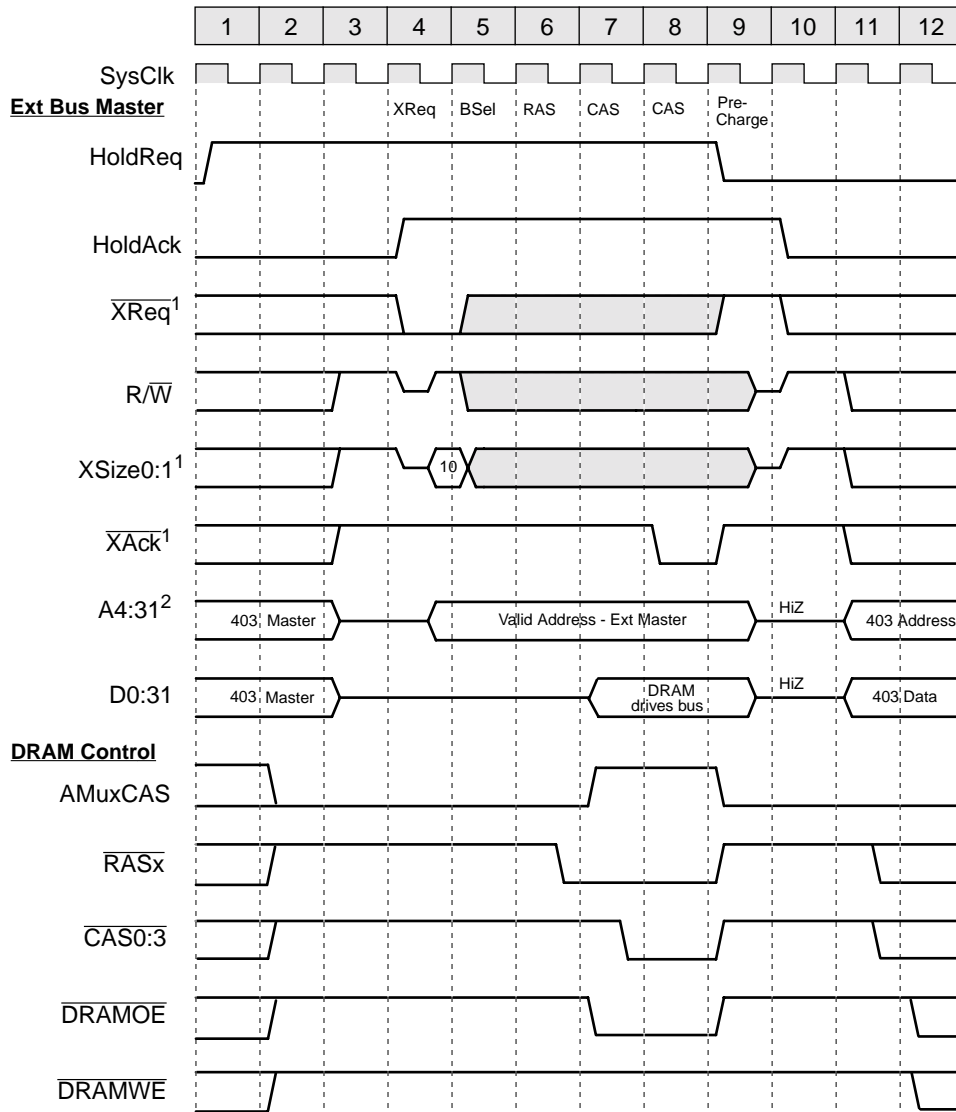 1 2 3 4 5 6 7 8 9 10 11 12
SysClk
Ext Bus Master
XReq BSel RAS CAS CAS Pre-
Charge
HoldReq
HoldAck
XReq1
R/W
XSize0:11
10
XAck1
A4:312
403 Master
Valid Address - Ext Master
HiZ
403 Address
D0:31
403 Master
DRAM
drives bus
HiZ
403 Data
DRAM Control
AMuxCAS
RASx
CAS0:3
DRAMOE
DRAMWE